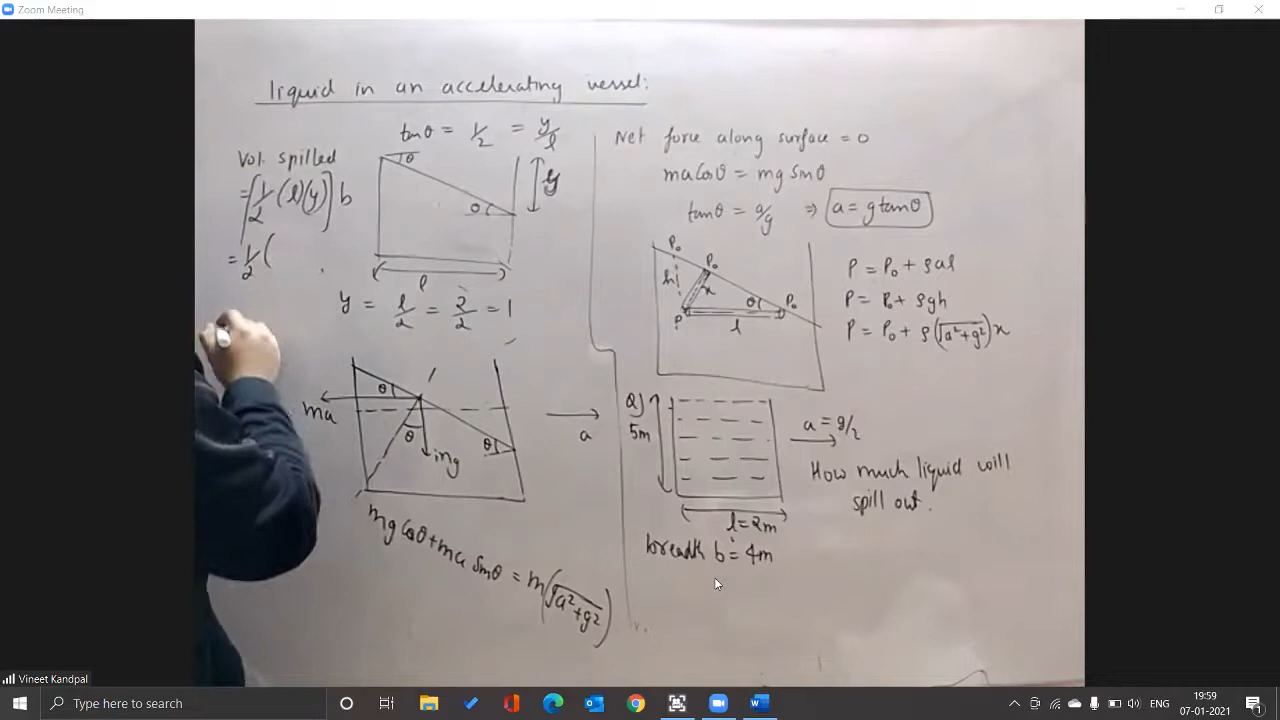 Zoom Meeting
liquid in an accelerating vessel:
tanθ = 1/2 = y/l
Vol. spilled
= [1/2 (l)(y)] b
= 1/2 (
θ
θ
y
l
y = l/2 = 2/2 = 1
θ
ma
θ
mg
θ
a
mg cosθ + ma sinθ = m(√a²+g²)
Net force along surface = 0
ma cosθ = mg sinθ
tanθ = a/g ⇒ a = g tanθ
P₀
P₀
h
x
θ
P₀
P
l
P = P₀ + ρal
P = P₀ + ρgh
P = P₀ + ρ(√a²+g²)x
Q)
5m
a = g/2
How much liquid will
spill out.
l = 2m
breadth b = 4m
Vineet Kandpal
Type here to search
ENG
19:59
07-01-2021